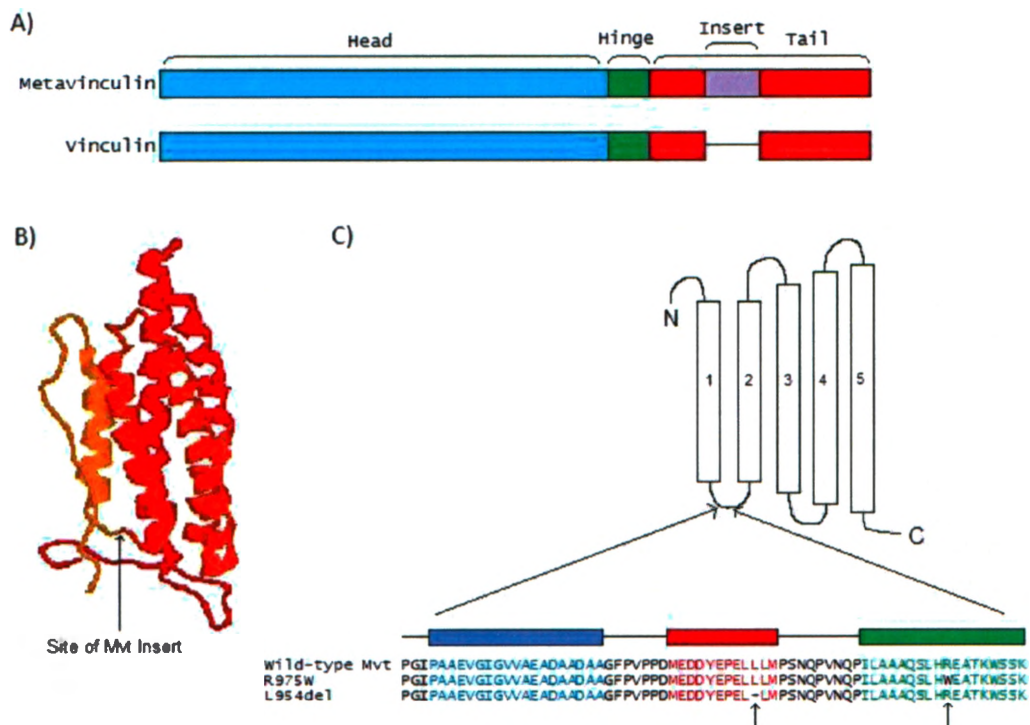 A)
Head
Hinge
Insert
Tail
Metavinculin
Vinculin
B)
Site of Mvt Insert
C)
N
1 2 3 4 5
C
Wild-type Mvt PGIPAAEVGIGVVAEADAADAAGFPVPPDMEDDYEPELLLMPSNQPVNQPILAAAQSLHREATKWSSK
R975W PGIPAAEVGIGVVAEADAADAAGFPVPPDMEDDYEPELLLMPSNQPVNQPILAAAQSLHWEATKWSSK
L954del PGIPAAEVGIGVVAEADAADAAGFPVPPDMEDDYEPEL-LMPSNQPVNQPILAAAQSLHREATKWSSK